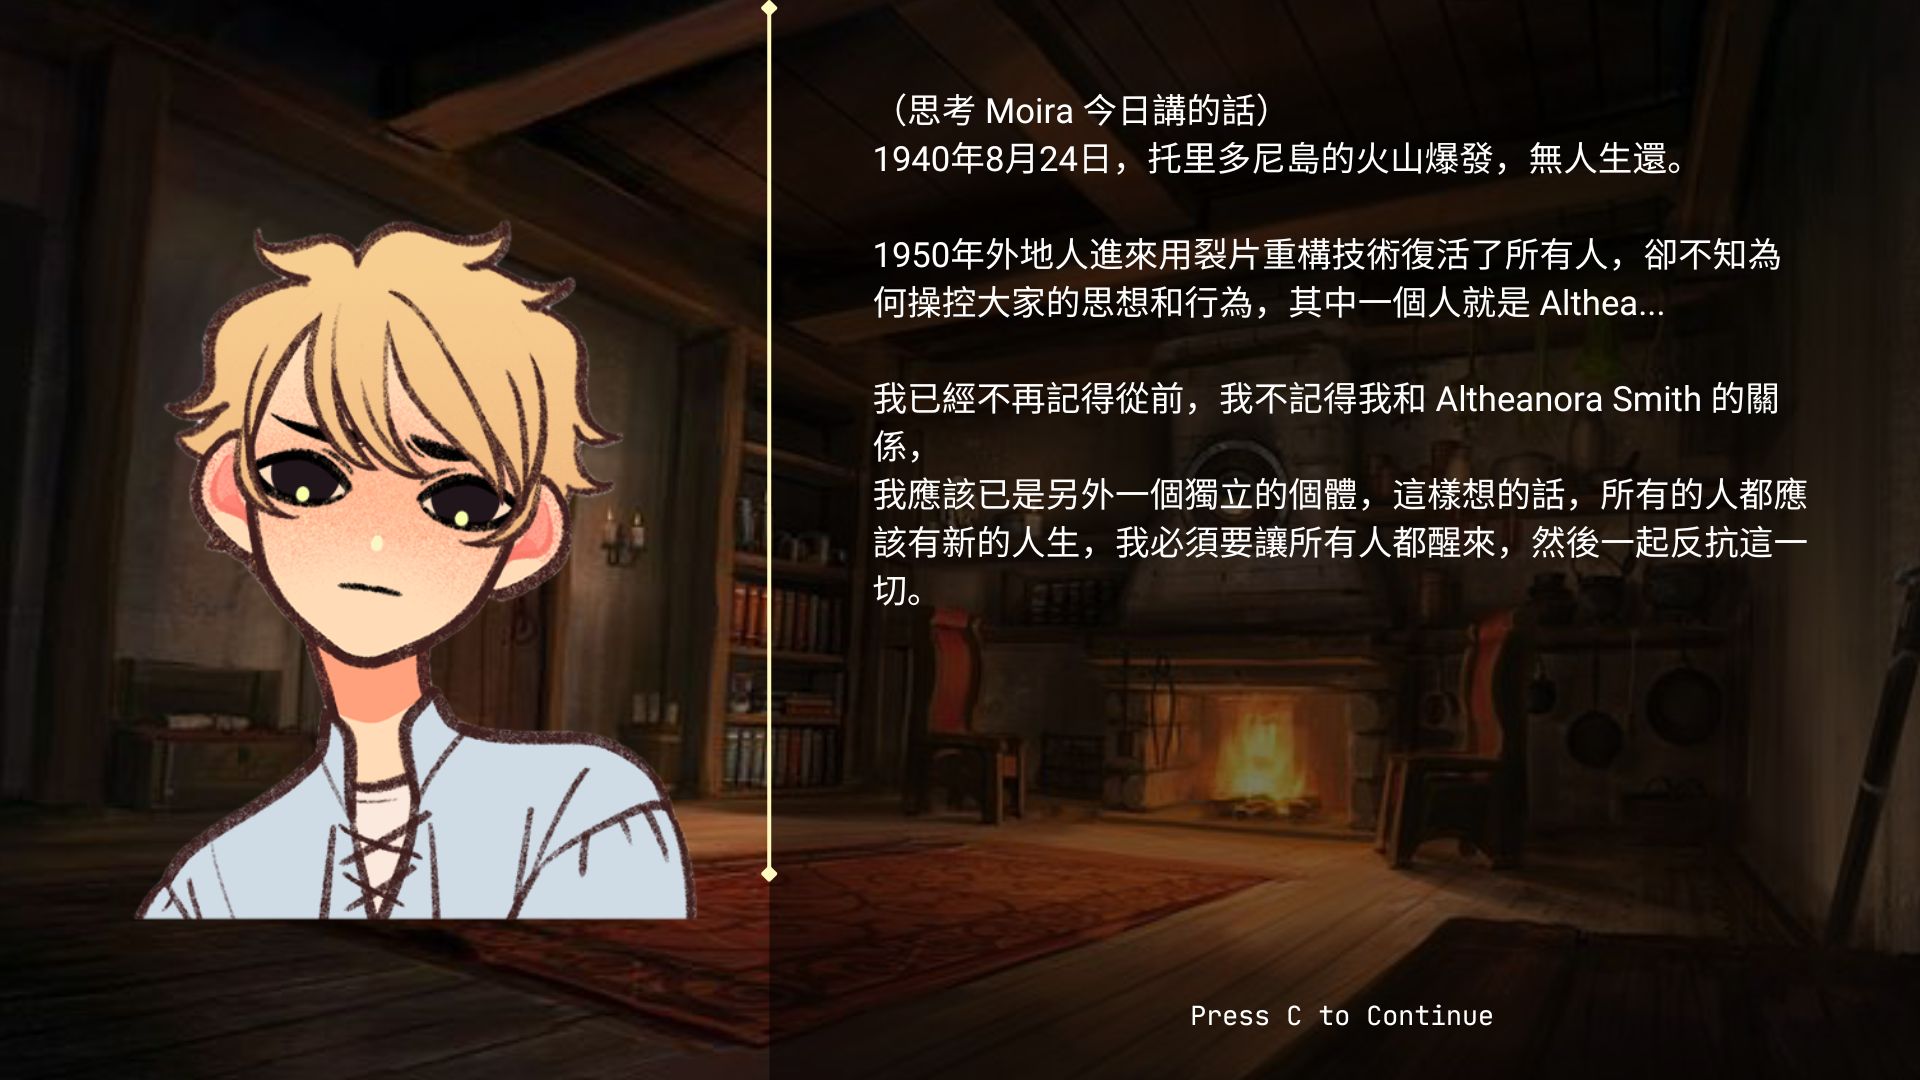 （思考 Moira 今日講的話）
1940年8月24日，托里多尼島的火山爆發，無人生還。
1950年外地人進來用裂片重構技術復活了所有人，卻不知為
何操控大家的思想和行為，其中一個人就是 Althea...
我已經不再記得從前，我不記得我和 Altheanora Smith 的關
係，
我應該已是另外一個獨立的個體，這樣想的話，所有的人都應
該有新的人生，我必須要讓所有人都醒來，然後一起反抗這一
切。
Press C to Continue